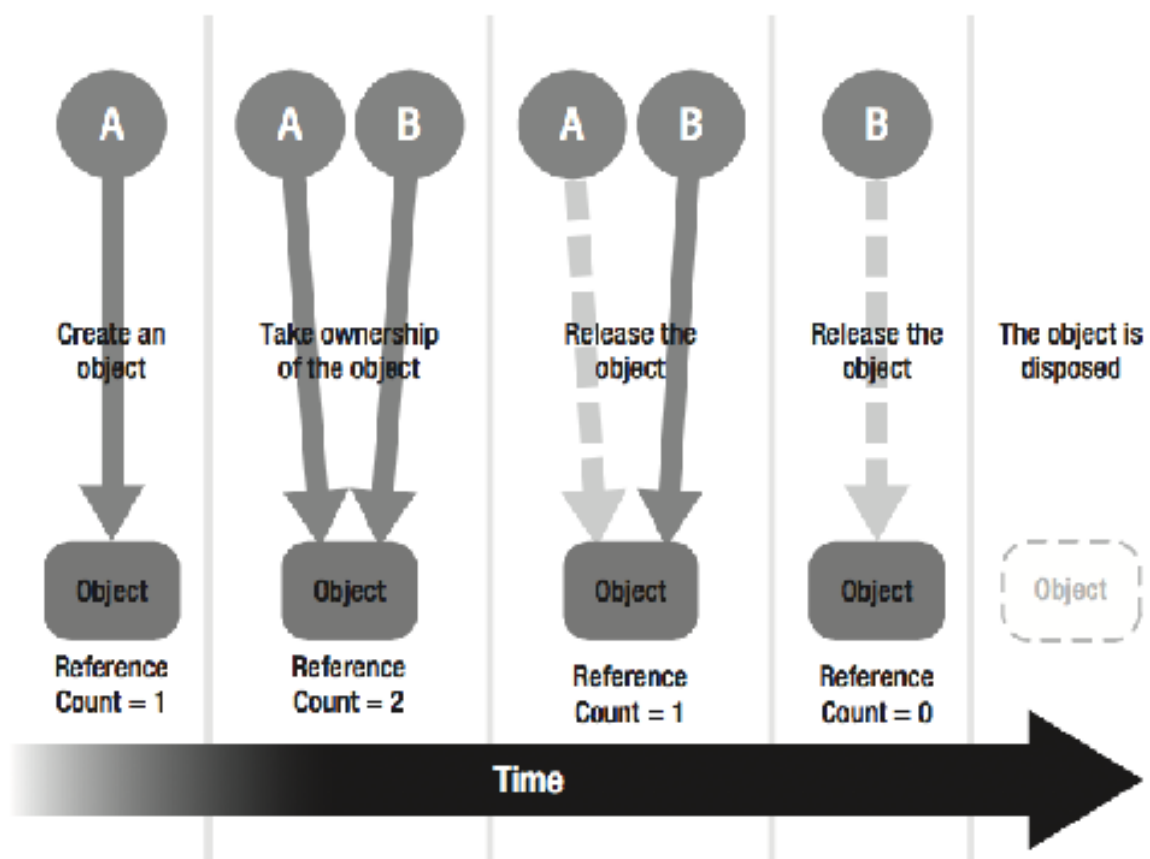 A
A
B
A
B
B
Create an
object
Take ownership
of the object
Release the
object
Release the
object
The object is
disposed
Object
Object
Object
Object
Object
Reference
Count = 1
Reference
Count = 2
Reference
Count = 1
Reference
Count = 0
Time